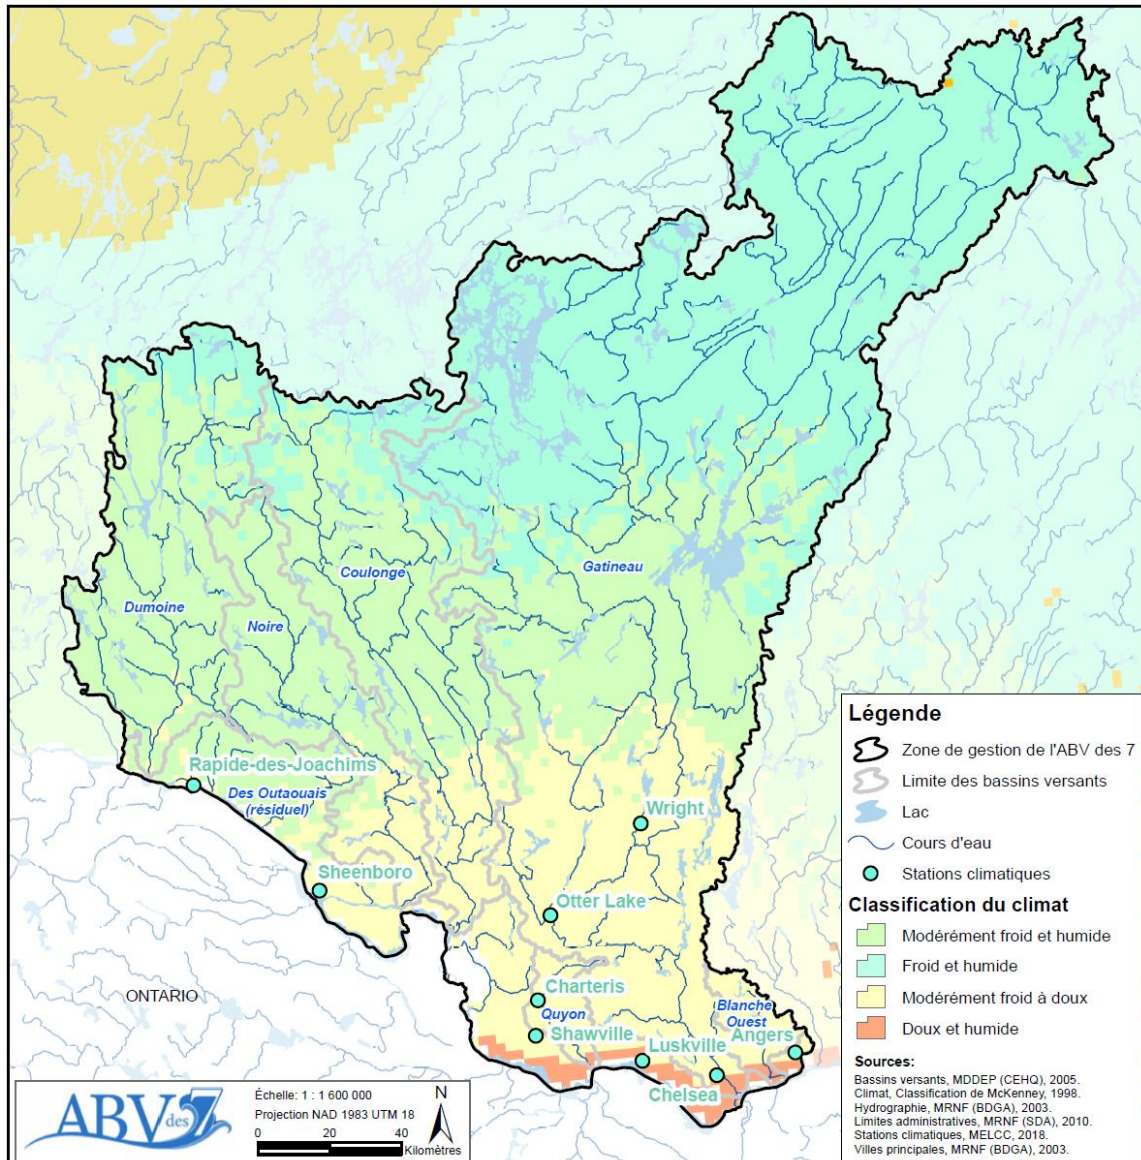 Dumoine
Noire
Coulonge
Gatineau
Rapide-des-Joachims
Des Outaouais
(résiduel)
Wright
Sheenboro
Otter Lake
ONTARIO
Charteris
Quyon
Shawville
Luskville
Blanche
Ouest
Angers
Chelsea
Légende
Zone de gestion de l'ABV des 7
Limite des bassins versants
Lac
Cours d'eau
Stations climatiques
Classification du climat
Modérément froid et humide
Froid et humide
Modérément froid à doux
Doux et humide
Sources:
Bassins versants, MDDEP (CEHQ), 2005.
Climat, Classification de McKenney, 1998.
Hydrographie, MRNF (BDGA), 2003.
Limites administratives, MRNF (SDA), 2010.
Stations climatiques, MELCC, 2018.
Villes principales, MRNF (BDGA), 2003.
ABV des 7
Échelle: 1 : 1 600 000
Projection NAD 1983 UTM 18
N
0 20 40
Kilomètres